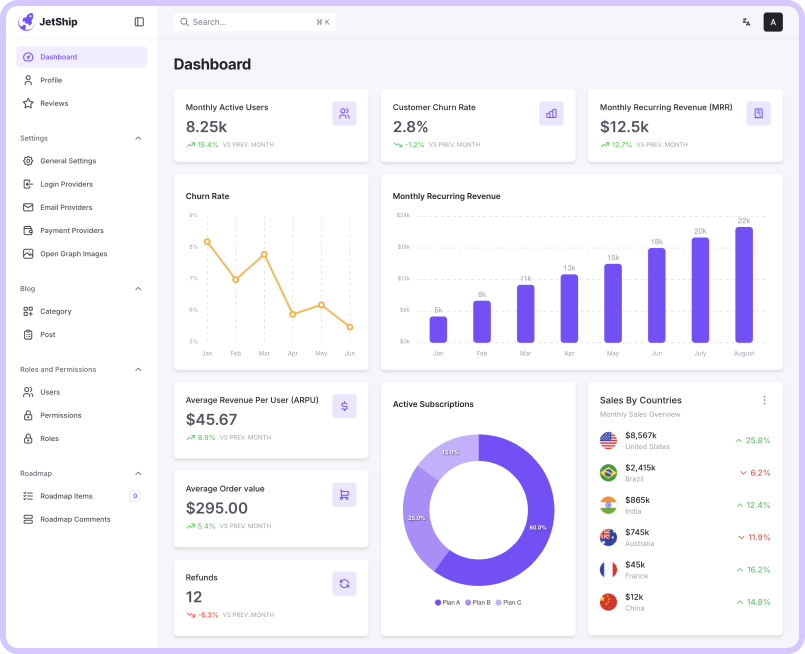 JetShip
Search...
⌘ K
A
Dashboard
Profile
Reviews
Settings
General Settings
Login Providers
Email Providers
Payment Providers
Open Graph Images
Blog
Category
Post
Roles and Permissions
Users
Permissions
Roles
Roadmap
Roadmap Items
0
Roadmap Comments
Dashboard
Monthly Active Users
8.25k
15.4% VS PREV. MONTH
Customer Churn Rate
2.8%
-1.2% VS PREV. MONTH
Monthly Recurring Revenue (MRR)
$12.5k
12.7% VS PREV. MONTH
Churn Rate
9%
8%
7%
6%
5%
Jan Feb Mar Apr May Jun
Monthly Recurring Revenue
$24k
$18k
$12k
$6k
$0k
5k 8k 11k 13k 15k 18k 20k 22k
Jan Feb Mar Apr May Jun July August
Average Revenue Per User (ARPU)
$45.67
8.9% VS PREV. MONTH
Average Order value
$295.00
5.4% VS PREV. MONTH
Refunds
12
-6.3% VS PREV. MONTH
Active Subscriptions
15.0%
25.0%
60.0%
Plan A Plan B Plan C
Sales By Countries
Monthly Sales Overview
$8,567k
United States
25.8%
$2,415k
Brazil
6.2%
$865k
India
12.4%
$745k
Australia
11.9%
$45k
France
16.2%
$12k
China
14.8%